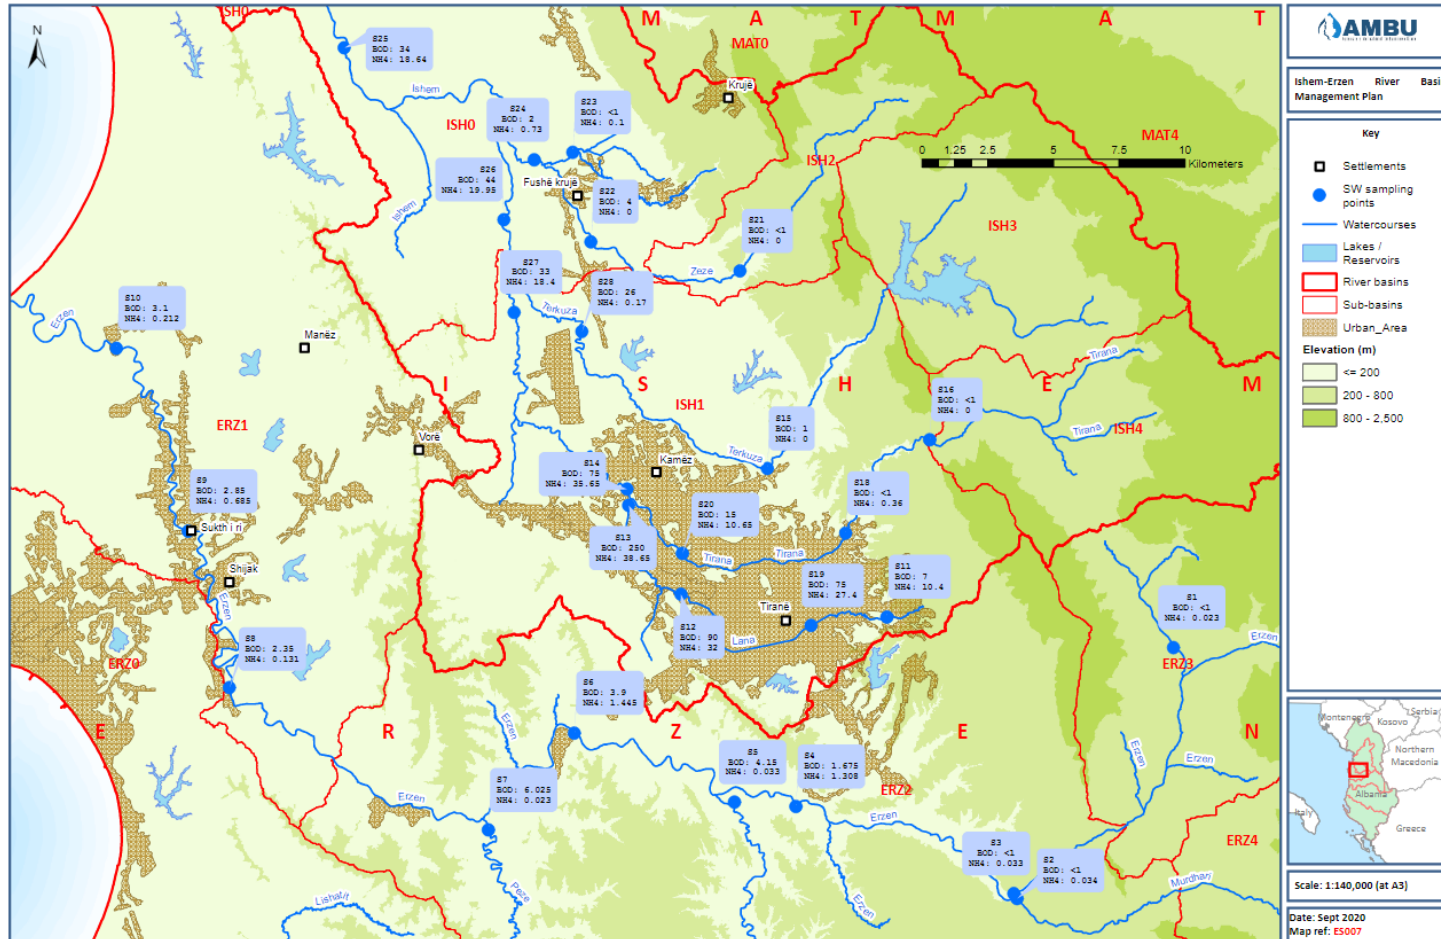 N
ISH0
M A T M A T
MAT0
Krujë
S25
BOD: 34
NH4: 18.64
Ishem
S24
BOD: 2
NH4: 0.73
S23
BOD: <1
NH4: 0.1
ISH0
MAT4
0 1.25 2.5 5 7.5 10
Kilometers
ISH2
S26
BOD: 44
NH4: 19.95
Fushë krujë
S22
BOD: 4
NH4: 0
Ishem
S21
BOD: <1
NH4: 0
ISH3
S27
BOD: 33
NH4: 18.4
Zeze
S28
BOD: 26
NH4: 0.17
S10
BOD: 3.1
NH4: 0.212
Erzen
Terkuza
Manëz
Tirana
I S H E M
S16
BOD: <1
NH4: 0
ISH1
ERZ1
S15
BOD: 1
NH4: 0
Tirana
ISH4
Vorë
Terkuza
Kamëz
S14
BOD: 75
NH4: 35.65
S9
BOD: 2.85
NH4: 0.685
S18
BOD: <1
NH4: 0.36
S20
BOD: 15
NH4: 10.65
Sukth i ri
S13
BOD: 250
NH4: 38.65
Tirana
Tirana
Shijak
S19
BOD: 75
NH4: 27.4
S11
BOD: 7
NH4: 10.4
Erzen
Tiranë
S1
BOD: <1
NH4: 0.023
S12
BOD: 90
NH4: 32
Lana
Erzen
S8
BOD: 2.35
NH4: 0.131
ERZ0
ERZ3
S6
BOD: 3.9
NH4: 1.445
E R Z E N
Erzen
S5
BOD: 4.15
NH4: 0.033
S4
BOD: 1.675
NH4: 1.308
Erzen
Erzen
S7
BOD: 6.025
NH4: 0.023
ERZ2
Erzen
Erzen
S3
BOD: <1
NH4: 0.033
S2
BOD: <1
NH4: 0.034
ERZ4
Murdhari
Peze
Lishatit
Erzen
AMBU
Ishem-Erzen River Basi
Management Plan
Key
Settlements
SW sampling
points
Watercourses
Lakes /
Reservoirs
River basins
Sub-basins
Urban_Area
Elevation (m)
<= 200
200 - 800
800 - 2,500
Montenegro
Serbia
Kosovo
Northern
Macedonia
Albania
Italy
Greece
Scale: 1:140,000 (at A3)
Date: Sept 2020
Map ref: ES007